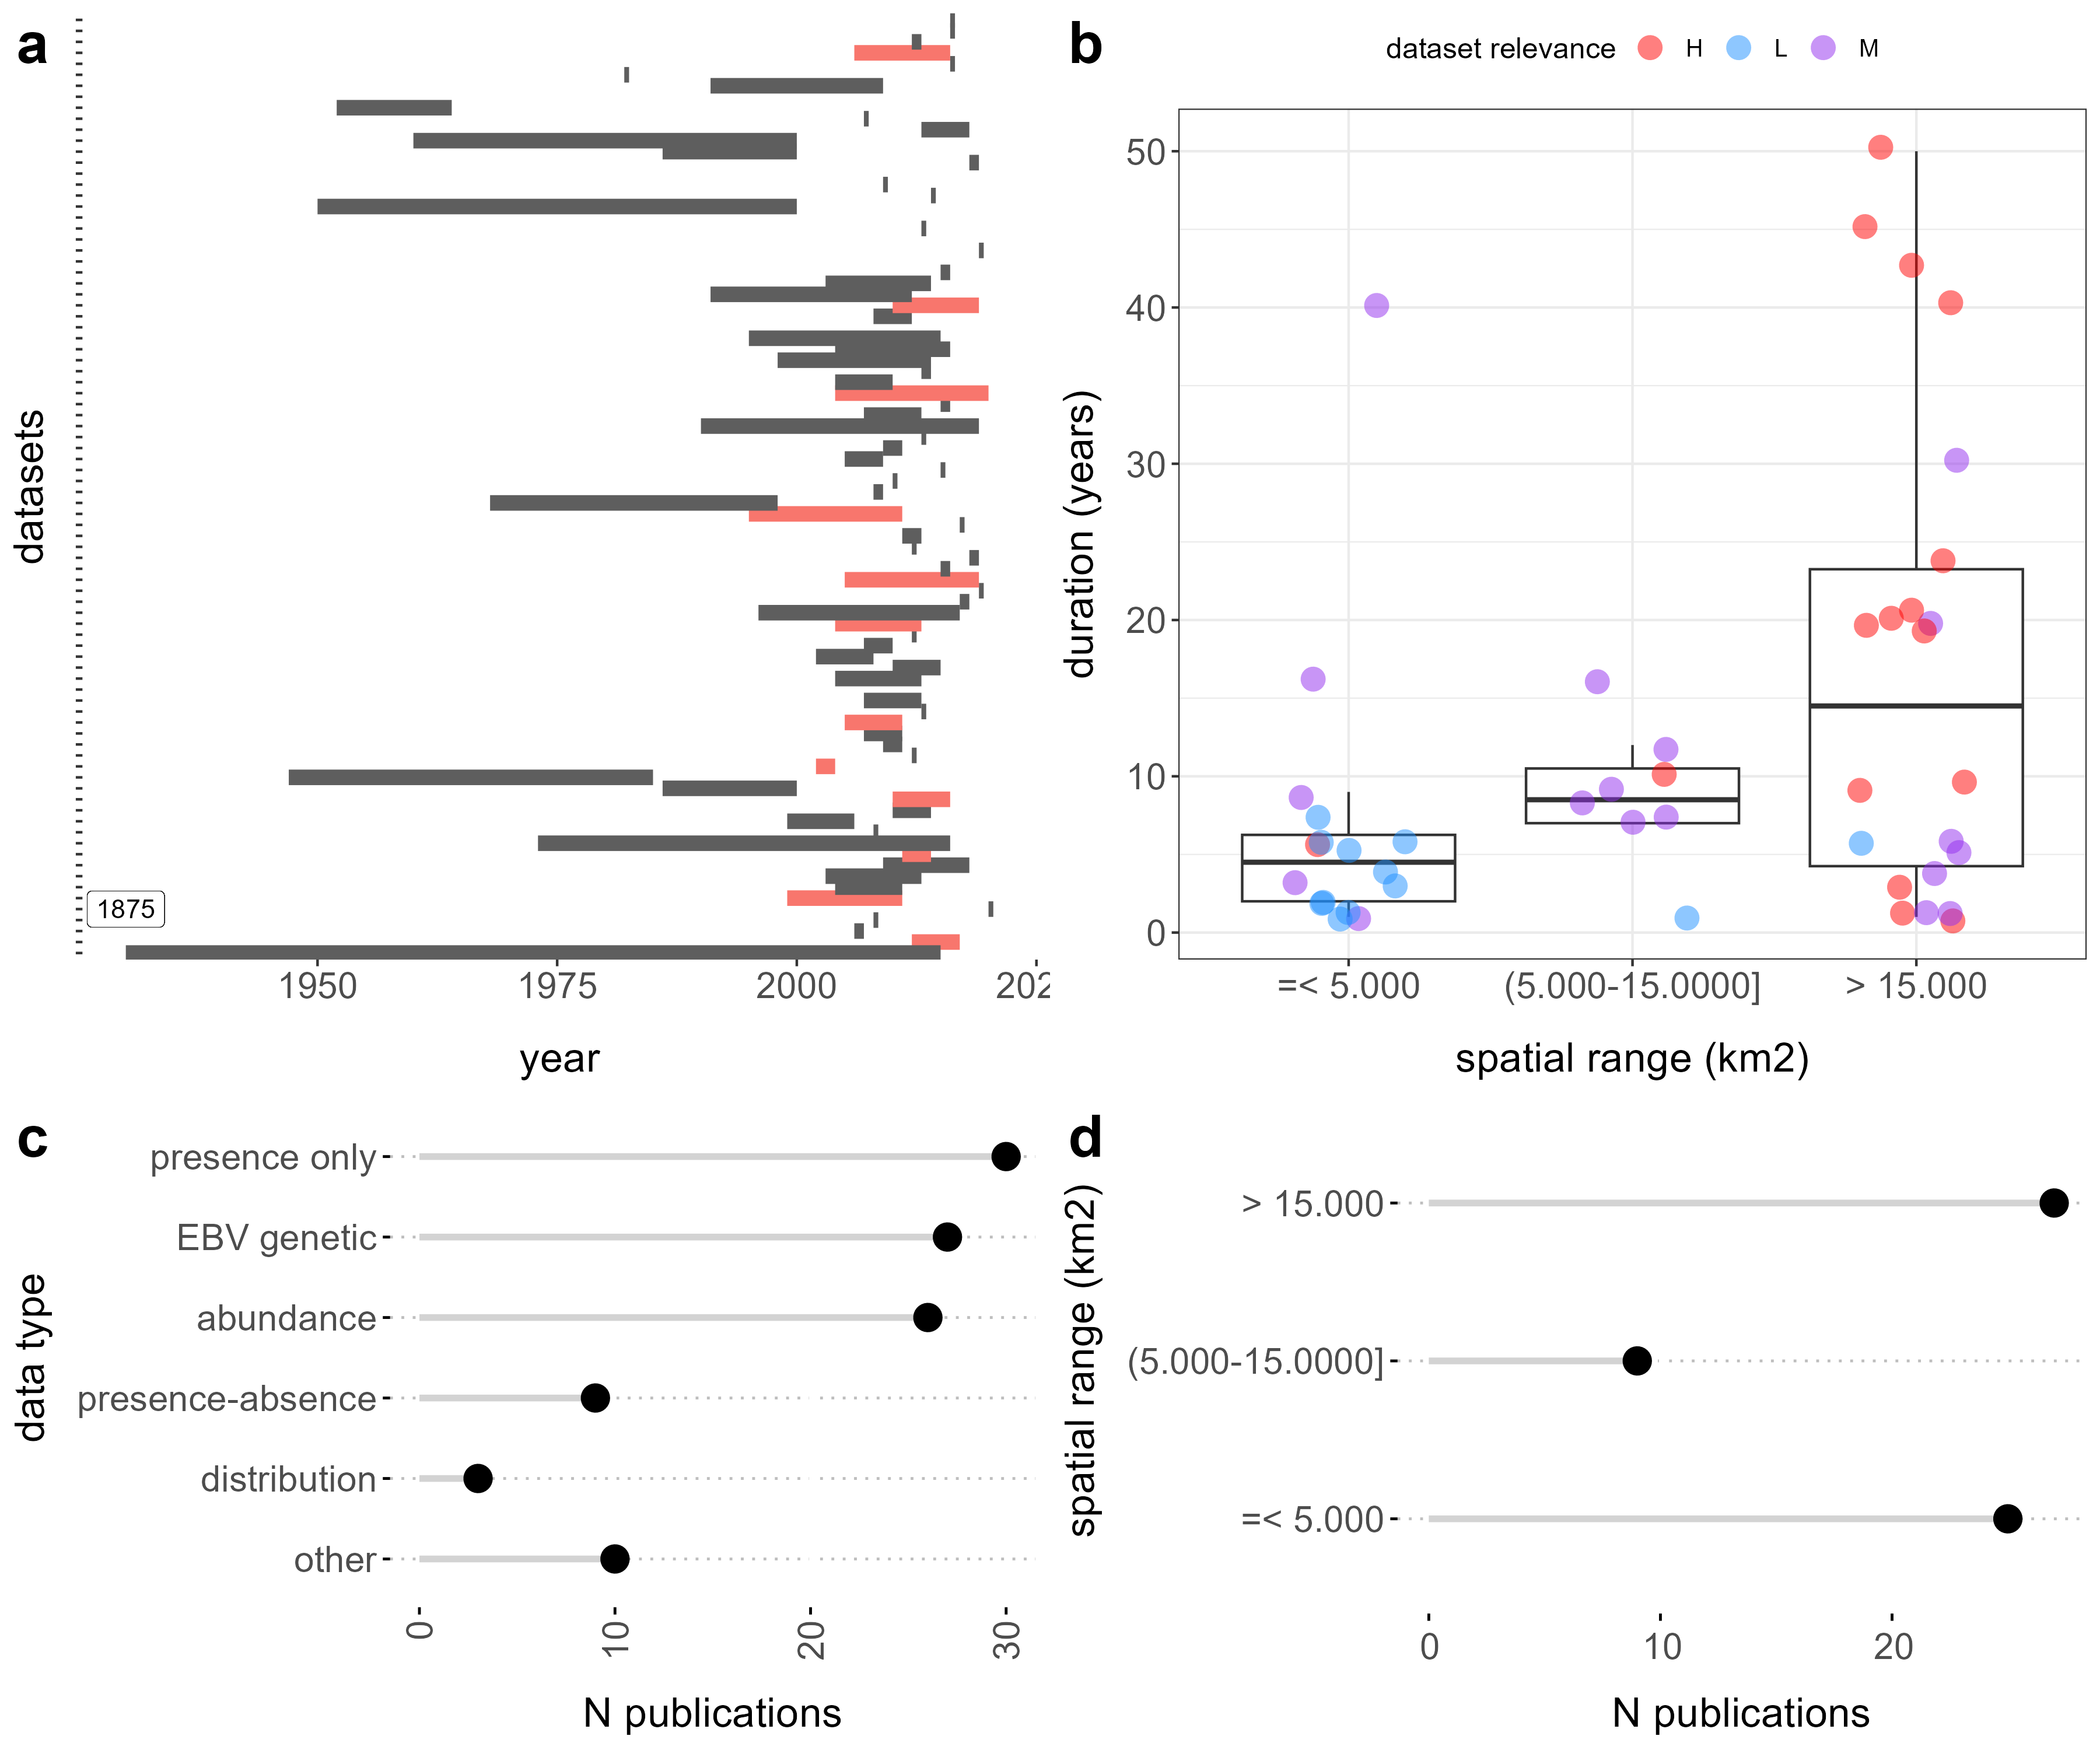 a
datasets
1875
1950 1975 2000 202
year
b
dataset relevance H L M
duration (years)
50
40
30
20
10
0
=< 5.000 (5.000-15.0000] > 15.000
spatial range (km2)
c
data type
presence only
EBV genetic
abundance
presence-absence
distribution
other
0 10 20 30
N publications
d
spatial range (km2)
> 15.000
(5.000-15.0000]
=< 5.000
0 10 20
N publications